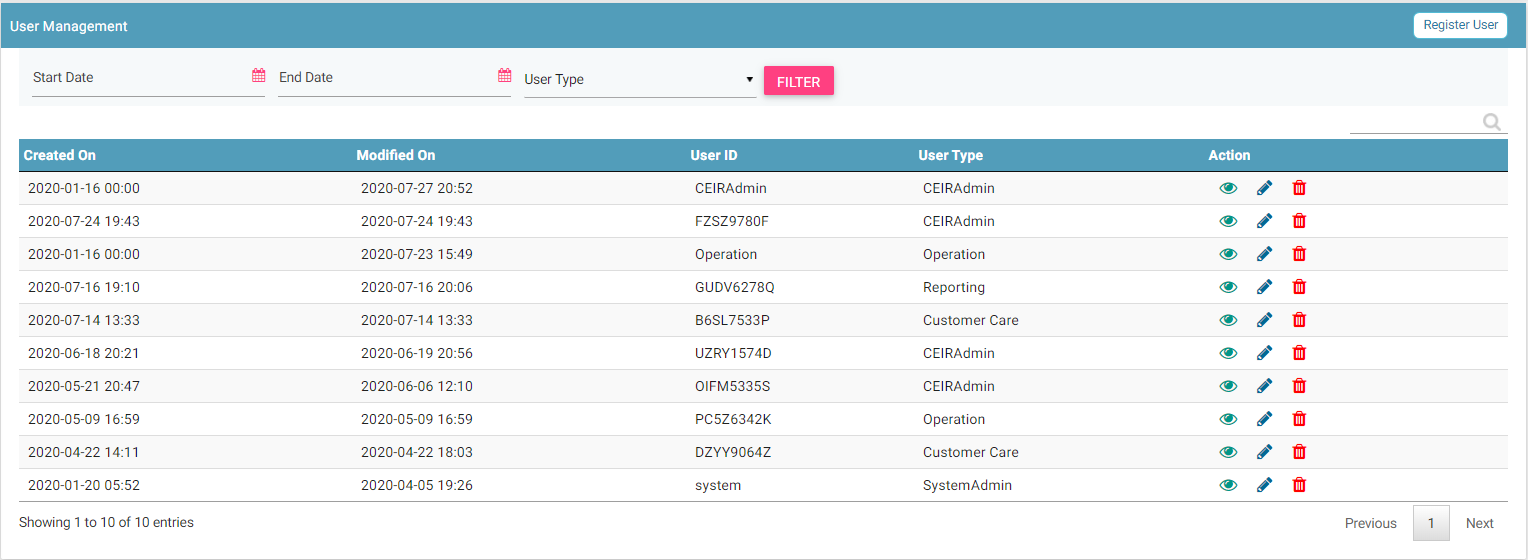 User Management Register User
Start Date End Date User Type FILTER
Created On Modified On User ID User Type Action
2020-01-16 00:00 2020-07-27 20:52 CEIRAdmin CEIRAdmin
2020-07-24 19:43 2020-07-24 19:43 FZSZ9780F CEIRAdmin
2020-01-16 00:00 2020-07-23 15:49 Operation Operation
2020-07-16 19:10 2020-07-16 20:06 GUDV6278Q Reporting
2020-07-14 13:33 2020-07-14 13:33 B6SL7533P Customer Care
2020-06-18 20:21 2020-06-19 20:56 UZRY1574D CEIRAdmin
2020-05-21 20:47 2020-06-06 12:10 OIFM5335S CEIRAdmin
2020-05-09 16:59 2020-05-09 16:59 PC5Z6342K Operation
2020-04-22 14:11 2020-04-22 18:03 DZYY9064Z Customer Care
2020-01-20 05:52 2020-04-05 19:26 system SystemAdmin
Showing 1 to 10 of 10 entries Previous 1 Next